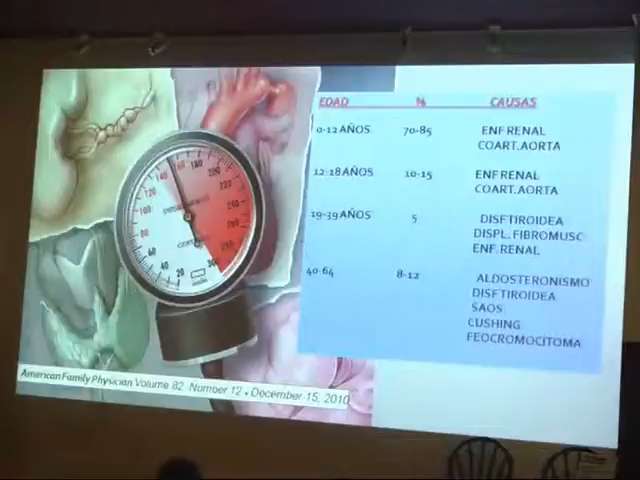 EDAD % CAUSAS
0-12 AÑOS 70-85 ENF RENAL
COART.AORTA
12-18 AÑOS 10-15 ENF RENAL
COART.AORTA
19-39 AÑOS 5 DISFTIROIDEA
DISPL. FIBROMUSC
ENF. RENAL
40-64 8-12 ALDOSTERONISMO
DISFTIROIDEA
SAOS
CUSHING
FEOCROMOCITOMA
American Family Physician Volume 82 Number 12 • December 15, 2010